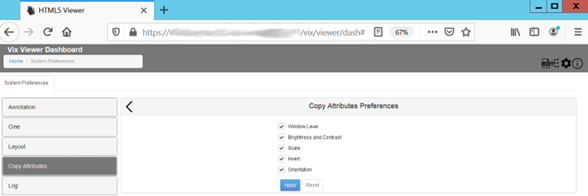 HTML5 Viewer
https://
/vix/viewer/dash#
67%
Vix Viewer Dashboard
Home / System Preferences
System Preferences
Annotation
Copy Attributes Preferences
Cine
Layout
Copy Attributes
Log
Window Level
Brightness and Contrast
Scale
Invert
Orientation
Apply Reset